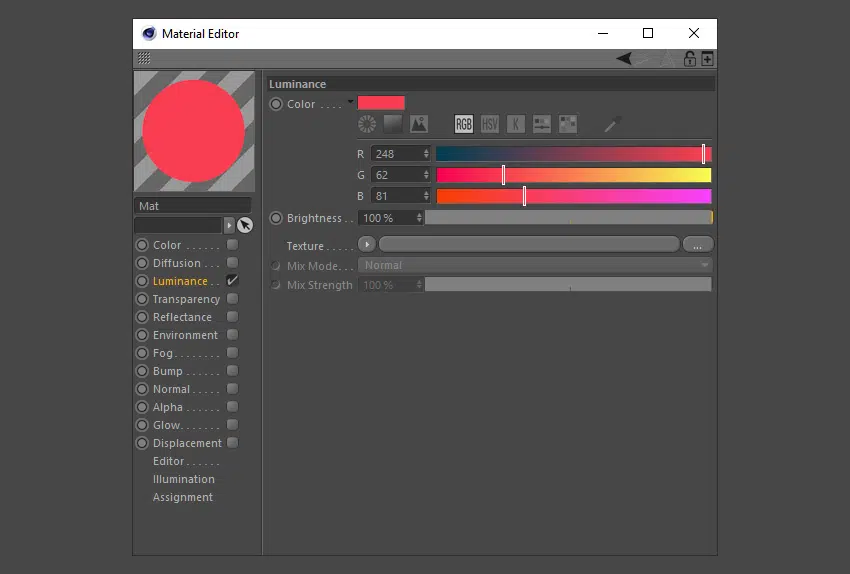 Material Editor
Luminance
Color . . . .
RGB HSV K
R 248
G 62
B 81
Brightness . . 100 %
Texture . . . . . ...
Mix Mode. . . Normal
Mix Strength 100 %
Mat
Color . . . . . .
Diffusion . . .
Luminance . .
Transparency
Reflectance
Environment
Fog. . . . . . . .
Bump . . . . . .
Normal . . . . .
Alpha . . . . . .
Glow. . . . . . .
Displacement
Editor . . . . . .
Illumination
Assignment